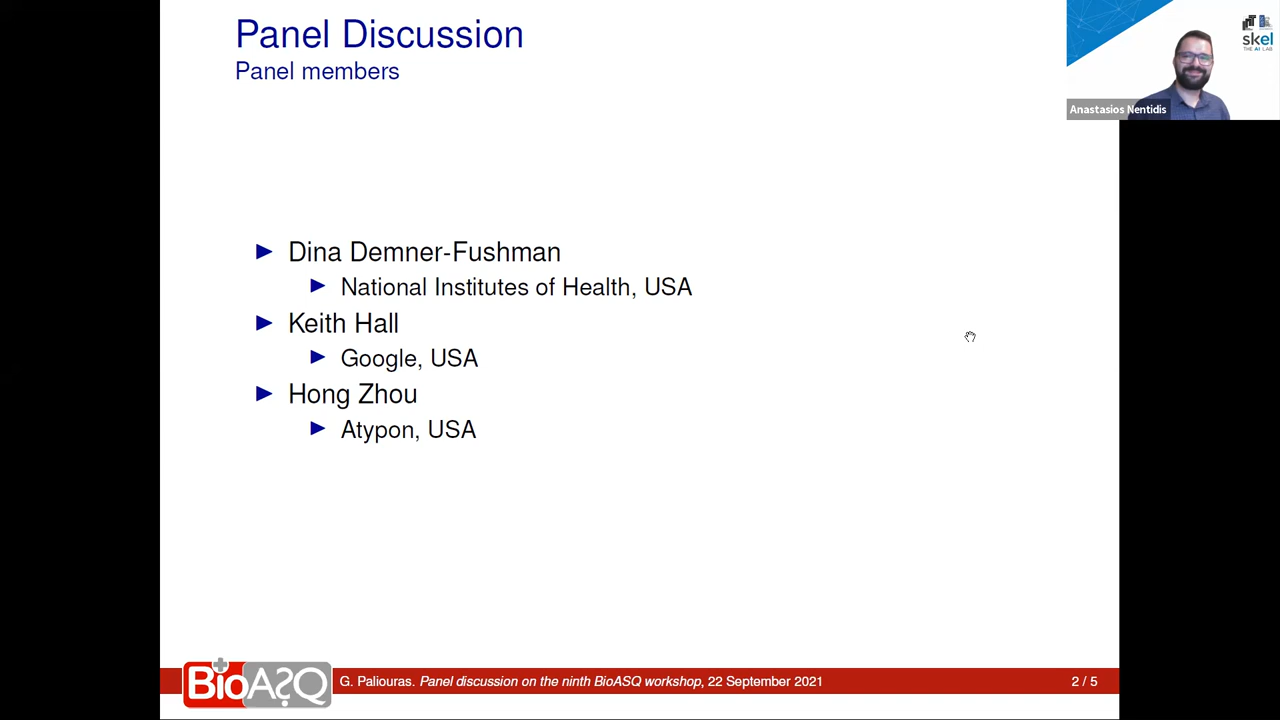 Panel Discussion
Panel members
skel
THE AI LAB
Anastasios Nentidis
Dina Demner-Fushman
National Institutes of Health, USA
Keith Hall
Google, USA
Hong Zhou
Atypon, USA
BioASQ
G. Paliouras. Panel discussion on the ninth BioASQ workshop, 22 September 2021
2 / 5